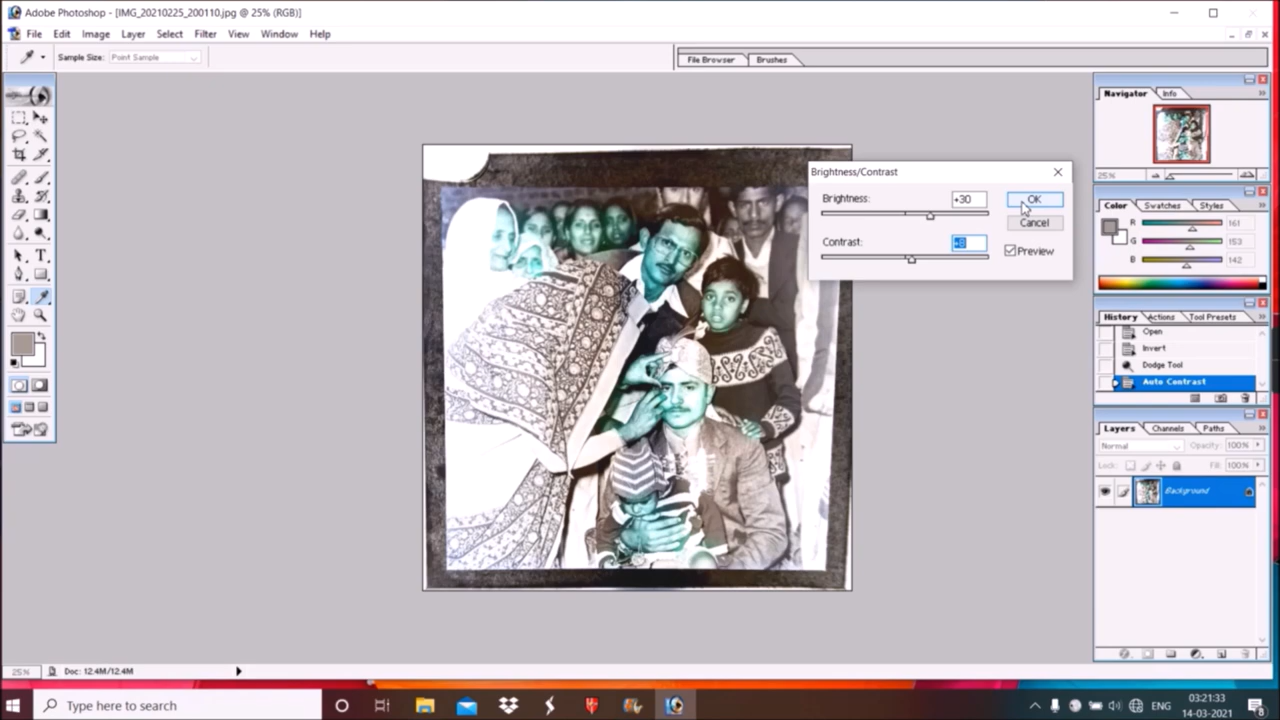 Adobe Photoshop - [IMG_20210225_200110.jpg @ 25% (RGB)]
File Edit Image Layer Select Filter View Window Help
Sample Size: Point Sample
File Browser Brushes
Navigator Info
25%
Brightness/Contrast
Brightness: +30 OK
Cancel
Contrast: +8 Preview
Color Swatches Styles
R 161
G 153
B 142
History Actions Tool Presets
Open
Invert
Dodge Tool
Auto Contrast
Layers Channels Paths
Normal Opacity: 100%
Lock: Fill: 100%
Background
25% Doc: 12.4M/12.4M
Type here to search
ENG
03:21:33
14-03-2021
8